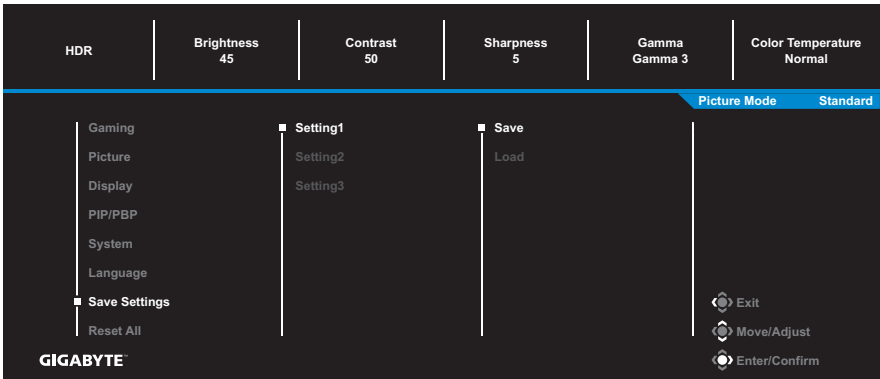 HDR
Brightness
45
Contrast
50
Sharpness
5
Gamma
Gamma 3
Color Temperature
Normal
Picture Mode Standard
Gaming
Picture
Display
PIP/PBP
System
Language
Save Settings
Reset All
Setting1
Setting2
Setting3
Save
Load
Exit
Move/Adjust
Enter/Confirm
GIGABYTE™